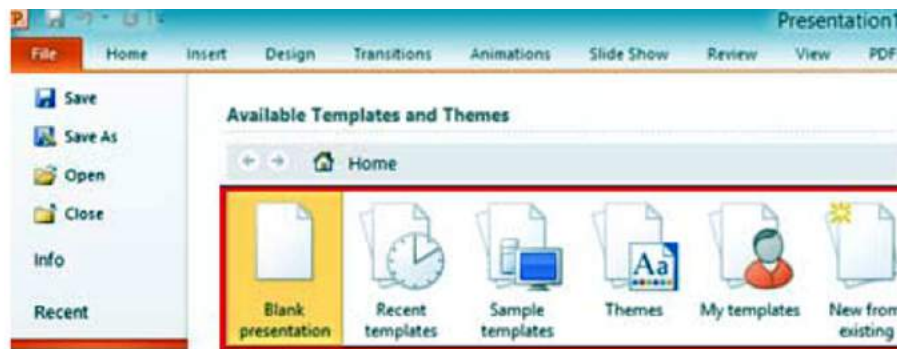 P
Presentation1
File Home Insert Design Transitions Animations Slide Show Review View PDF
Save
Save As
Open
Close
Info
Recent
Available Templates and Themes
Home
Blank
presentation
Recent
templates
Sample
templates
Aa
Themes
My templates
New from
existing